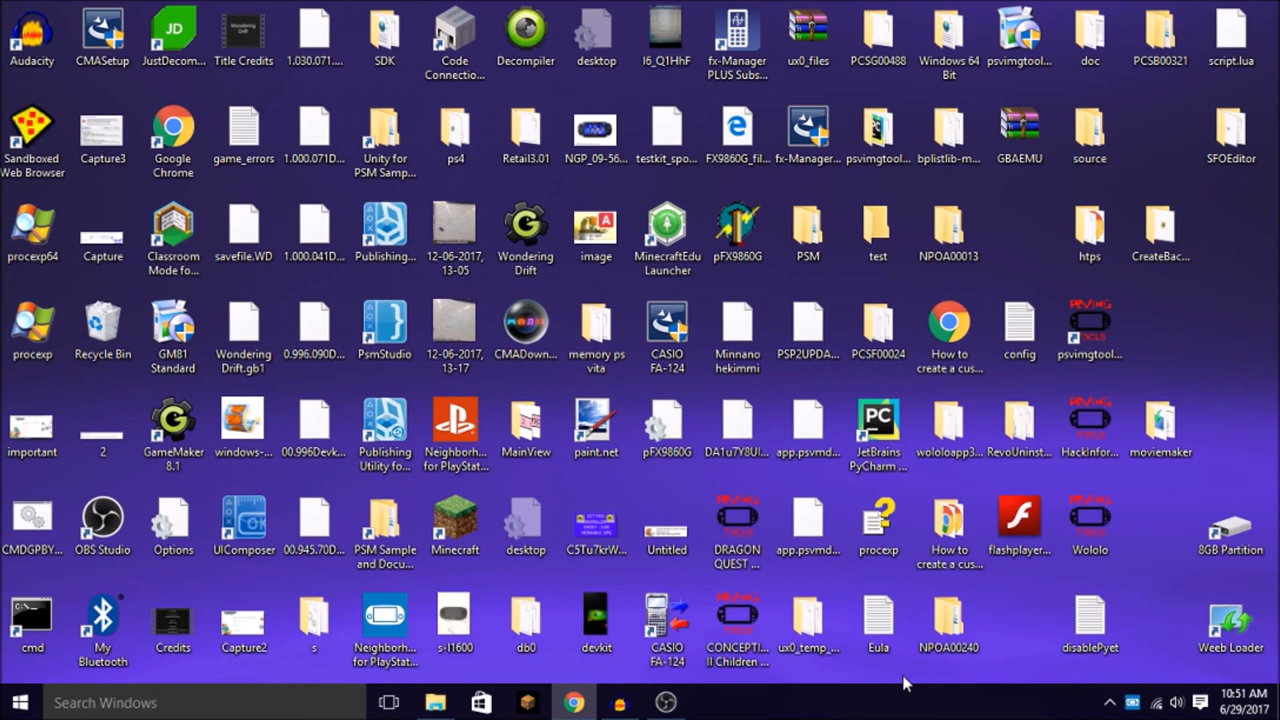 Audacity
CMASetup
JustDecom...
Title Credits
1.030.071....
SDK
Code
Connectio...
Decompiler
desktop
I6_Q1HhF
fx-Manager
PLUS Subs...
ux0_files
PCSG00488
Windows 64
Bit
psvimgtool...
doc
PCSB00321
script.lua
Sandboxed
Web Browser
Capture3
Google
Chrome
game_errors
1.000.071D...
Unity for
PSM Samp...
ps4
Retail3.01
NGP_09-56...
testkit_spo...
FX9860G_fil...
fx-Manager...
psvimgtool...
bplistlib-m...
GBAEMU
source
SFOEditor
procexp64
Capture
Classroom
Mode fo...
savefile.WD
1.000.041D...
Publishing...
12-06-2017,
13-05
Wondering
Drift
image
MinecraftEdu
Launcher
pFX9860G
PSM
test
NPOA00013
htps
CreateBac...
procexp
Recycle Bin
GM81
Standard
Wondering
Drift.gb1
0.996.090D...
PsmStudio
12-06-2017,
13-17
CMADown...
memory ps
vita
CASIO
FA-124
Minnano
hekimmi
PSP2UPDA...
PCSF00024
How to
create a cus...
config
psvimgtool...
important
2
GameMaker
8.1
windows-...
00.996Devk...
Publishing
Utility fo...
Neighborh...
for PlayStat...
MainView
paint.net
pFX9860G
DA1u7Y8UI...
app.psvmd...
JetBrains
PyCharm ...
wololoapp3...
RevoUninst...
HackInfor...
moviemaker
CMDGPBY...
OBS Studio
Options
UIComposer
00.945.70D...
PSM Sample
and Docu...
Minecraft
desktop
C5Tu7krW...
Untitled
DRAGON
QUEST ...
app.psvmd...
procexp
How to
create a cus...
flashplayer...
Wololo
8GB Partition
cmd
My
Bluetooth
Credits
Capture2
s
Neighborh...
for PlayStat...
s-l1600
db0
devkit
CASIO
FA-124
CONCEPTI...
II Children ...
ux0_temp_...
Eula
NPOA00240
disablePyet
Weeb Loader
Search Windows
10:51 AM
6/29/2017